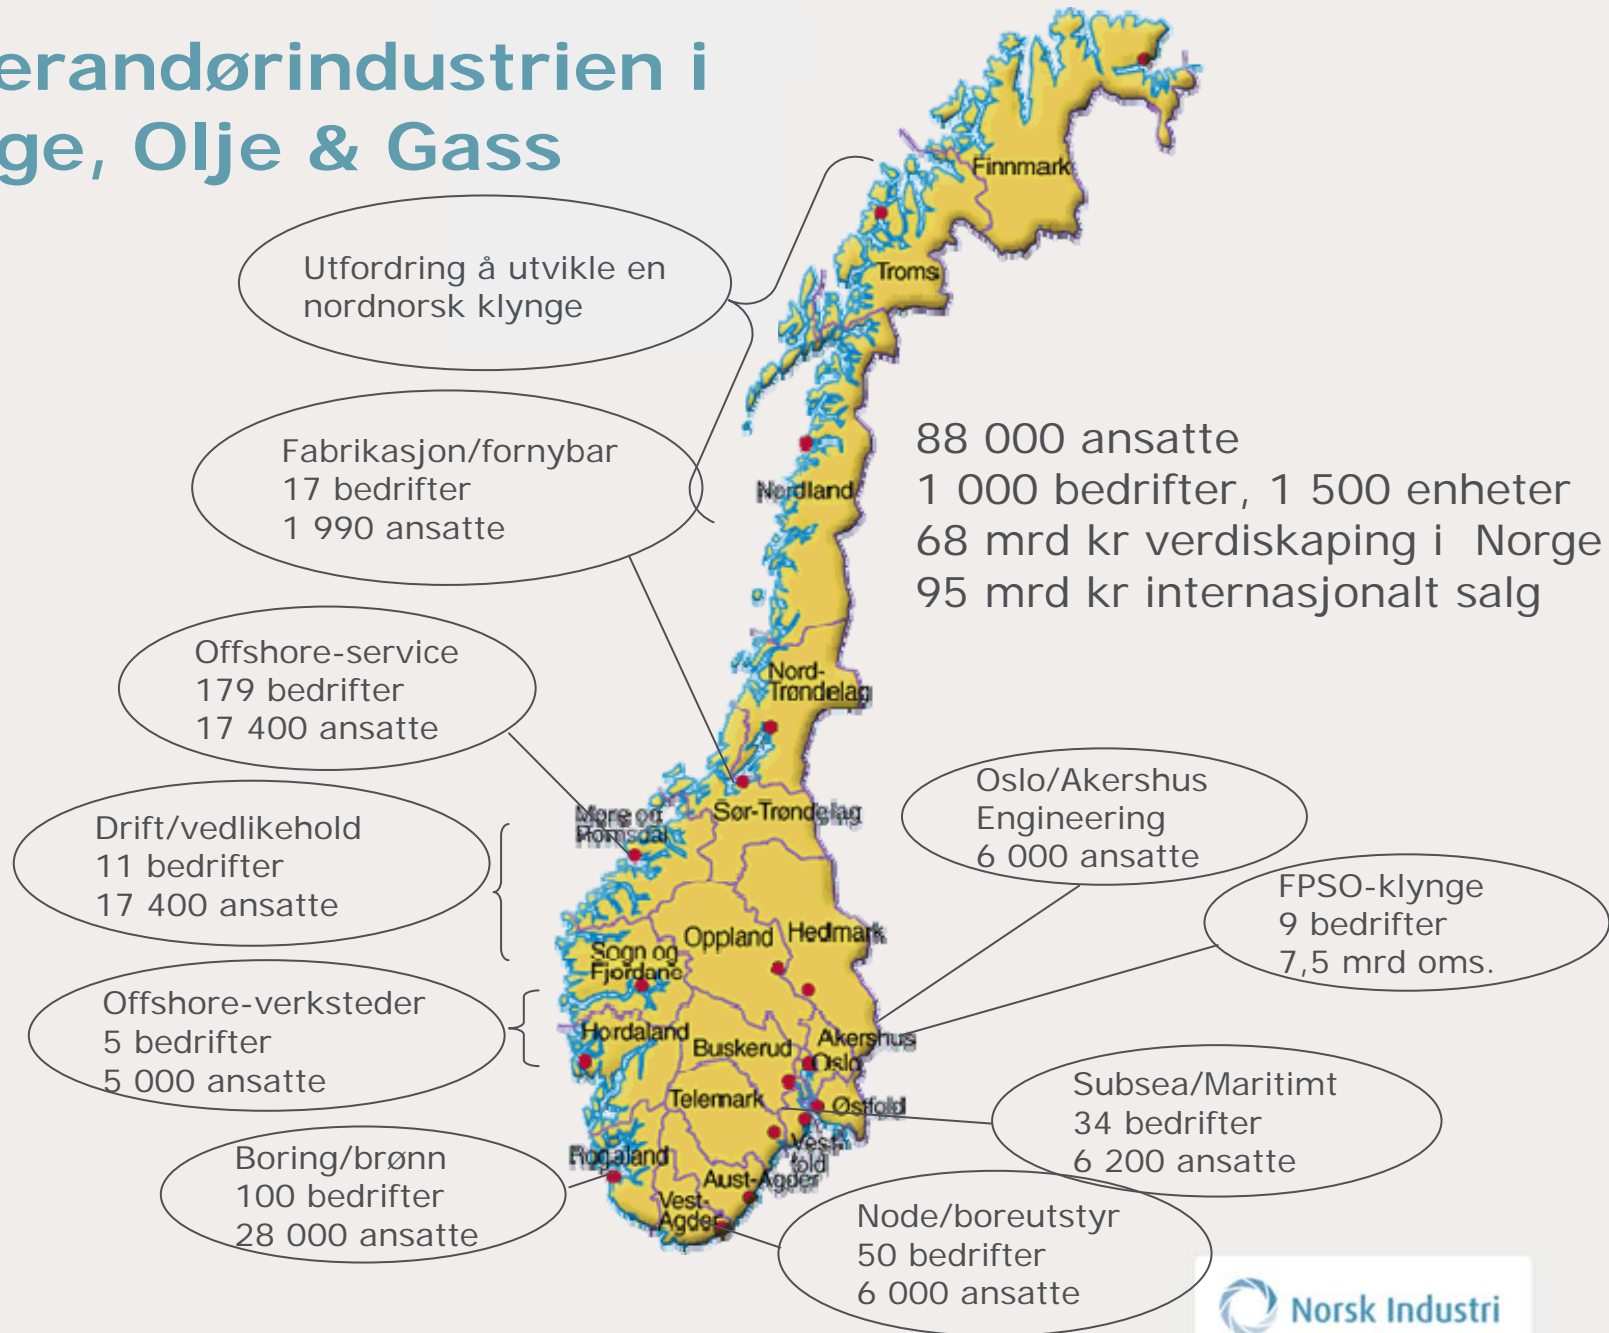 erandørindustrien i
ge, Olje & Gass
Utfordring å utvikle en
nordnorsk klynge
Fabrikasjon/fornybar
17 bedrifter
1 990 ansatte
Offshore-service
179 bedrifter
17 400 ansatte
Drift/vedlikehold
11 bedrifter
17 400 ansatte
Offshore-verksteder
5 bedrifter
5 000 ansatte
Boring/brønn
100 bedrifter
28 000 ansatte
Finnmark
Troms
Nordland
Nord-
Trøndelag
Sør-Trøndelag
Møre og
Romsdal
Oppland
Hedmark
Sogn og
Fjordane
Hordaland
Buskerud
Akershus
Oslo
Telemark
Østfold
Vest-
fold
Rogaland
Aust-Agder
Vest-
Agder
88 000 ansatte
1 000 bedrifter, 1 500 enheter
68 mrd kr verdiskaping i Norge
95 mrd kr internasjonalt salg
Oslo/Akershus
Engineering
6 000 ansatte
FPSO-klynge
9 bedrifter
7,5 mrd oms.
Subsea/Maritimt
34 bedrifter
6 200 ansatte
Node/boreutstyr
50 bedrifter
6 000 ansatte
Norsk Industri